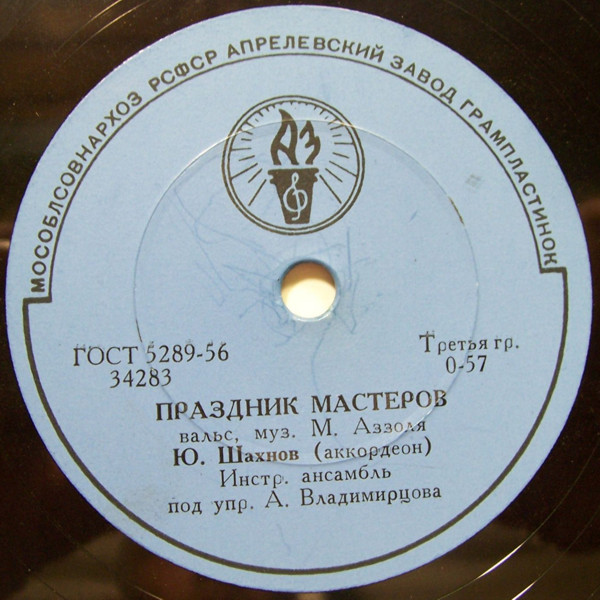 МОСОБЛСОВНАРХОЗ РСФСР АПРЕЛЕВСКИЙ ЗАВОД ГРАМПЛАСТИНОК
АЗ
ГОСТ 5289-56
34283
Третья гр.
0-57
ПРАЗДНИК МАСТЕРОВ
вальс, муз. М. Аззоля
Ю. Шахнов (аккордеон)
Инстр. ансамбль
под упр. А. Владимирцова